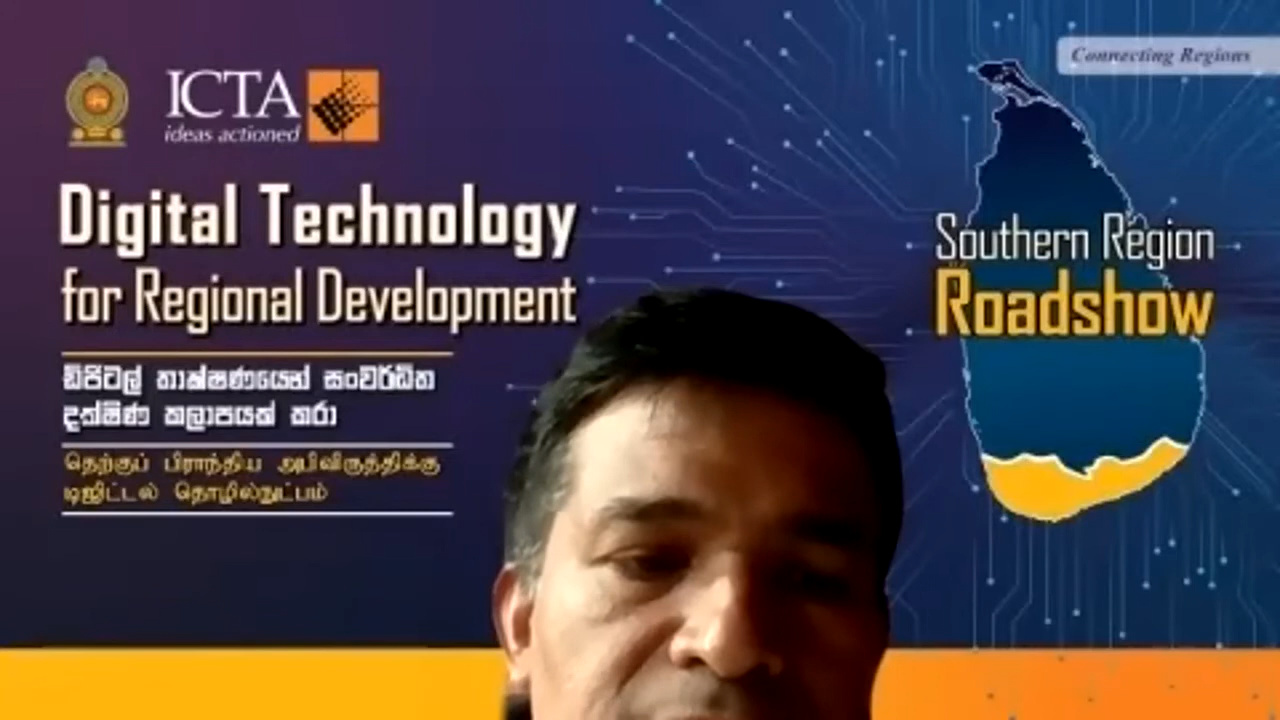 Connecting Regions
ICTA
ideas actioned
Digital Technology
for Regional Development
ඩිජිටල් තාක්ෂණයෙන් සංවර්ධිත
දක්ෂිණ කලාපයක් කරා
தெற்குப் பிராந்திய அபிவிருத்திக்கு
டிஜிட்டல் தொழில்நுட்பம்
Southern Region
Roadshow